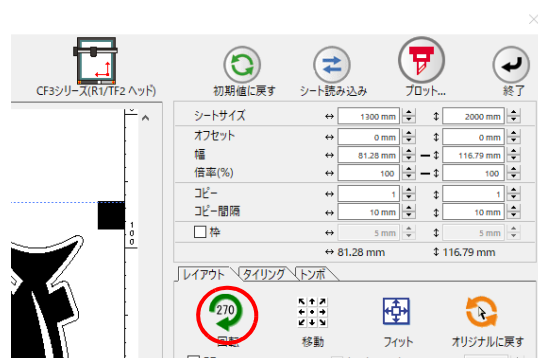 CF3シリーズ(R1/TF2 ヘッド)
初期値に戻す
シート読み込み
プロット...
終了
シートサイズ 1300 mm 2000 mm
オフセット 0 mm 0 mm
幅 81.28 mm 116.79 mm
倍率(%) 100 100
コピー 1 1
コピー間隔 10 mm 10 mm
枠 5 mm 5 mm
81.28 mm 116.79 mm
100
レイアウト タイリング トンボ
270
回転 移動 フィット オリジナルに戻す